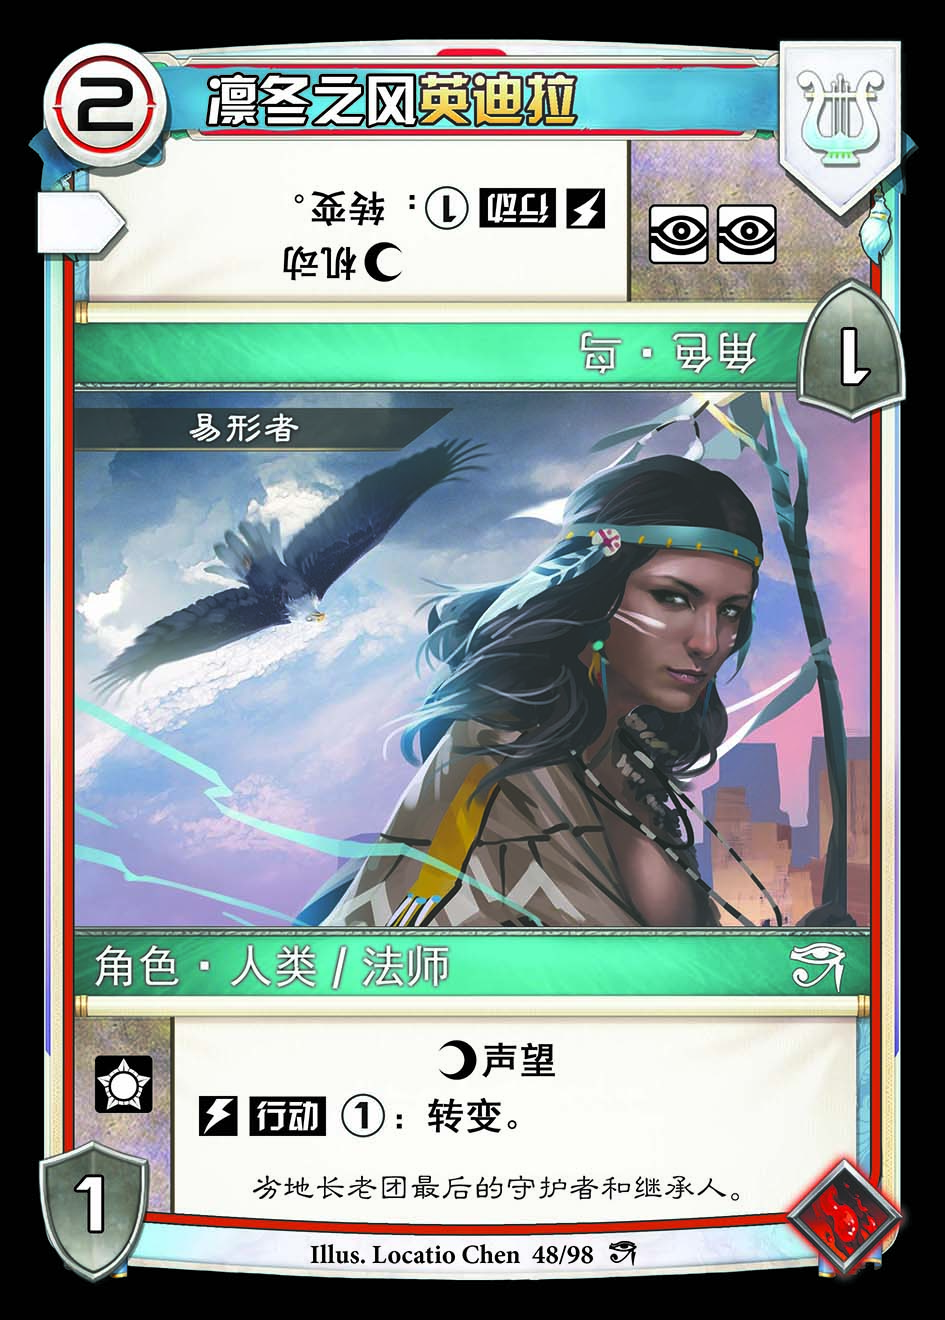 2
凛冬之风英迪拉
行动 ①：转变。
机动
角色·鸟
1
易形者
角色·人类/法师
声望
行动 ①：转变。
劣地长老团最后的守护者和继承人。
1
Illus. Locatio Chen 48/98